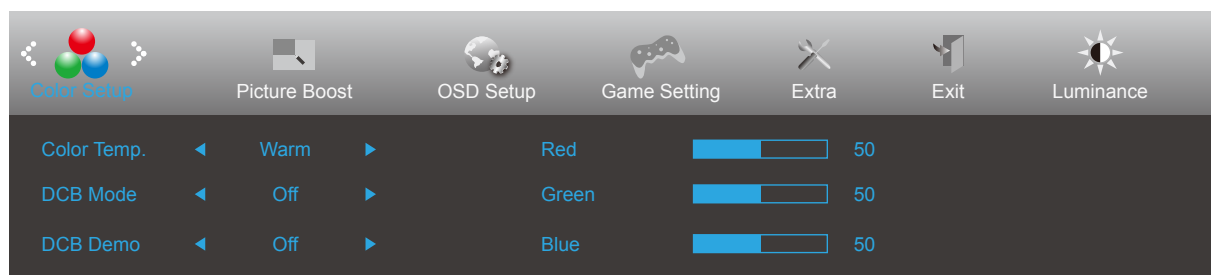 Color Setup Picture Boost OSD Setup Game Setting Extra Exit Luminance
Color Temp. Warm Red 50
DCB Mode Off Green 50
DCB Demo Off Blue 50